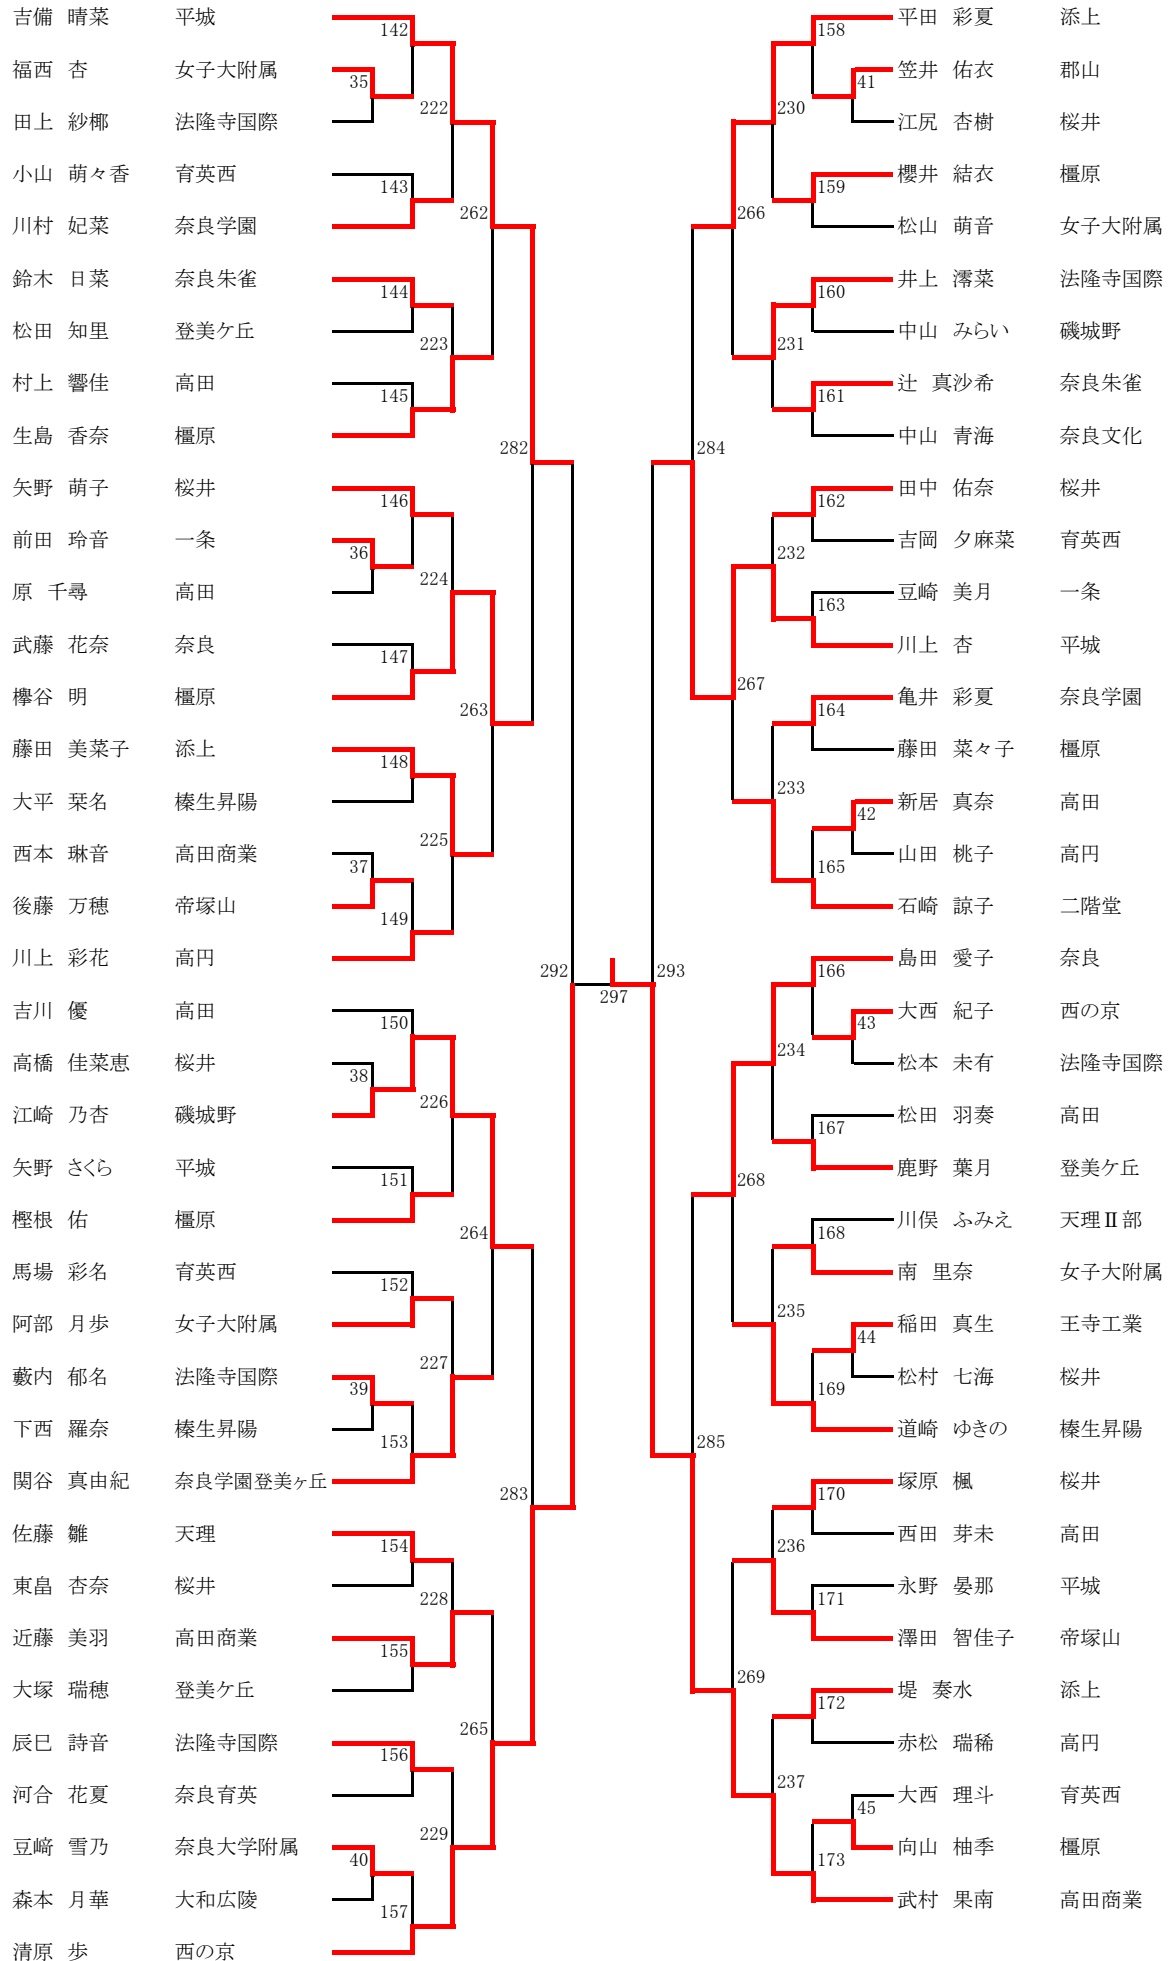 吉備 晴菜 平城
福西 杏 女子大附属
田上 紗椰 法隆寺国際
小山 萌々香 育英西
川村 妃菜 奈良学園
鈴木 日菜 奈良朱雀
松田 知里 登美ケ丘
村上 響佳 高田
生島 香奈 橿原
矢野 萌子 桜井
前田 玲音 一条
原 千尋 高田
武藤 花奈 奈良
欅谷 明 橿原
藤田 美菜子 添上
大平 栞名 榛生昇陽
西本 琳音 高田商業
後藤 万穂 帝塚山
川上 彩花 高円
吉川 優 高田
高橋 佳菜恵 桜井
江崎 乃杏 磯城野
矢野 さくら 平城
樫根 佑 橿原
馬場 彩名 育英西
阿部 月歩 女子大附属
藪内 郁名 法隆寺国際
下西 羅奈 榛生昇陽
関谷 真由紀 奈良学園登美ヶ丘
佐藤 雛 天理
東畠 杏奈 桜井
近藤 美羽 高田商業
大塚 瑞穂 登美ケ丘
辰巳 詩音 法隆寺国際
河合 花夏 奈良育英
豆﨑 雪乃 奈良大学附属
森本 月華 大和広陵
清原 歩 西の京
142
35
222
143
262
144
223
145
282
146
36
224
147
263
148
225
37
149
292
150
38
226
151
264
152
227
39
153
283
154
228
155
265
156
229
40
157
297
平田 彩夏 添上
笠井 佑衣 郡山
江尻 杏樹 桜井
櫻井 結衣 橿原
松山 萌音 女子大附属
井上 澪菜 法隆寺国際
中山 みらい 磯城野
辻 真沙希 奈良朱雀
中山 青海 奈良文化
田中 佑奈 桜井
吉岡 夕麻菜 育英西
豆崎 美月 一条
川上 杏 平城
亀井 彩夏 奈良学園
藤田 菜々子 橿原
新居 真奈 高田
山田 桃子 高円
石崎 諒子 二階堂
島田 愛子 奈良
大西 紀子 西の京
松本 未有 法隆寺国際
松田 羽奏 高田
鹿野 葉月 登美ケ丘
川俣 ふみえ 天理Ⅱ部
南 里奈 女子大附属
稲田 真生 王寺工業
松村 七海 桜井
道崎 ゆきの 榛生昇陽
塚原 楓 桜井
西田 芽未 高田
永野 晏那 平城
澤田 智佳子 帝塚山
堤 奏水 添上
赤松 瑞稀 高円
大西 理斗 育英西
向山 柚季 橿原
武村 果南 高田商業
158
41
230
159
266
160
231
161
284
162
232
163
267
164
233
42
165
293
166
43
234
167
268
168
235
44
169
285
170
236
171
269
172
237
45
173